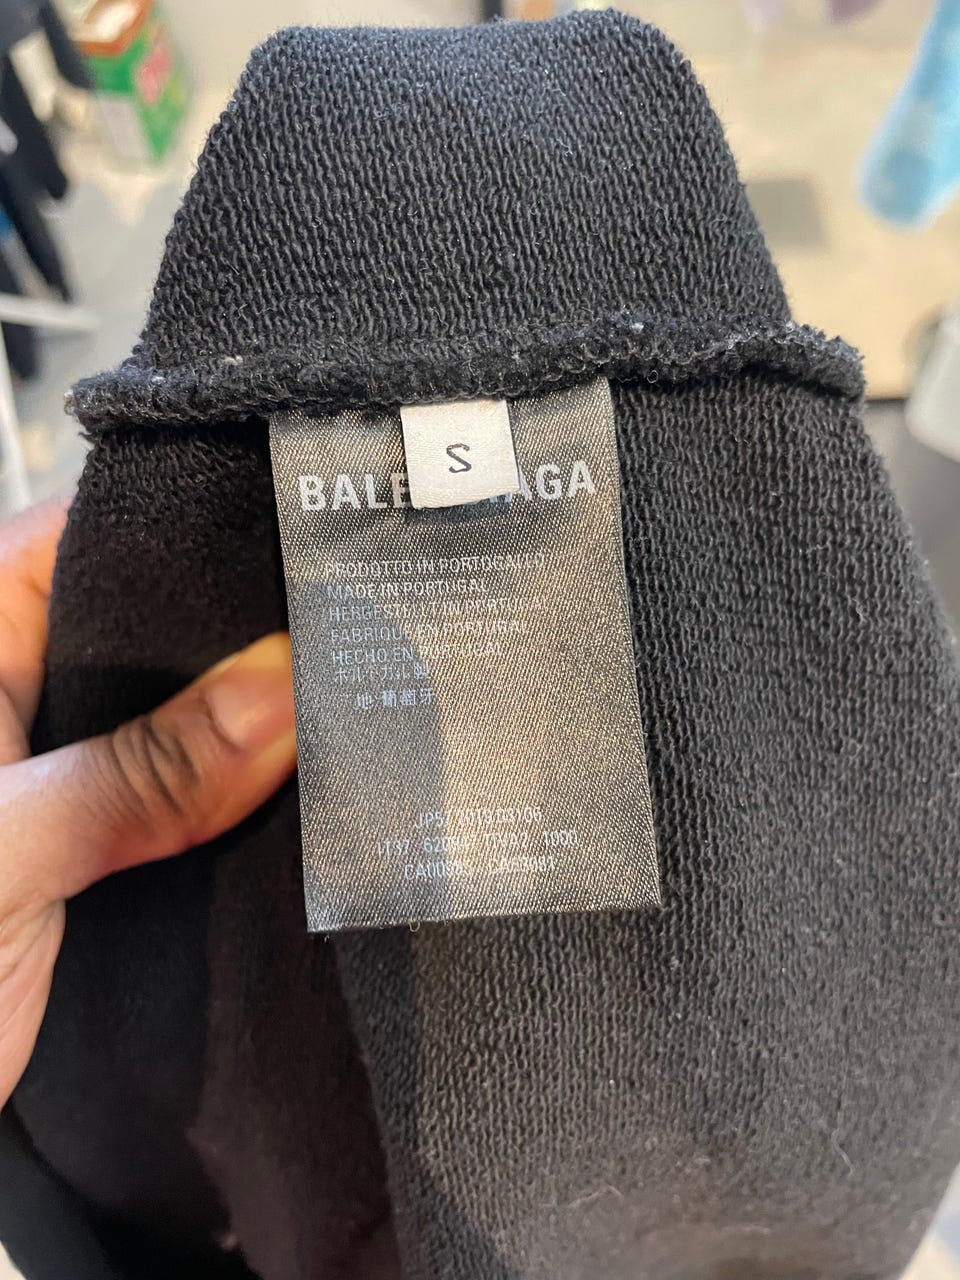 S
BALE AGA
PRODOTTO IN PORTOGALLO
MADE IN PORTUGAL
HERGESTELLT IN PORTUGAL
FABRIQUE EN PORTUGAL
HECHO EN PORTUGAL
ポルトガル製
地:葡萄牙
1000